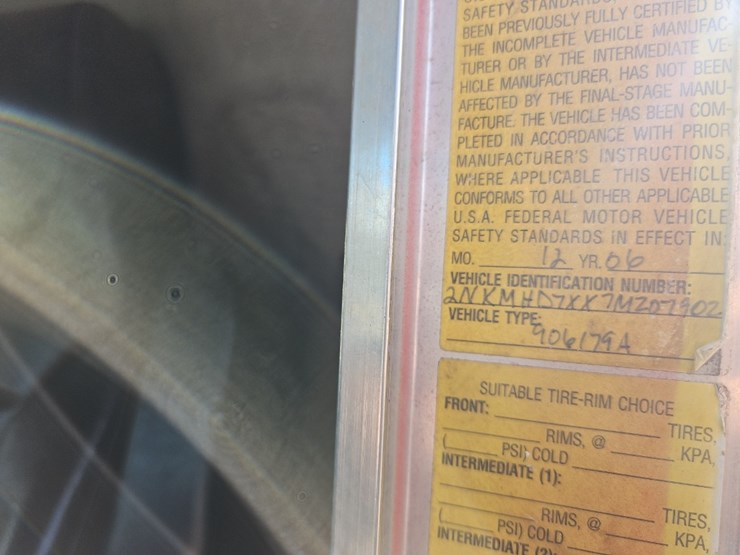 SAFETY STANDARDS
BEEN PREVIOUSLY FULLY CERTIFIED BY
THE INCOMPLETE VEHICLE MANUFAC-
TURER OR BY THE INTERMEDIATE VE-
HICLE MANUFACTURER, HAS NOT BEEN
AFFECTED BY THE FINAL-STAGE MANU-
FACTURE. THE VEHICLE HAS BEEN COM-
PLETED IN ACCORDANCE WITH PRIOR
MANUFACTURER'S INSTRUCTIONS,
WHERE APPLICABLE THIS VEHICLE
CONFORMS TO ALL OTHER APPLICABLE
U.S.A. FEDERAL MOTOR VEHICLE
SAFETY STANDARDS IN EFFECT IN:
MO. 12 YR. 06
VEHICLE IDENTIFICATION NUMBER:
2NKMHD7XX7M207902
VEHICLE TYPE:
906179A
SUITABLE TIRE-RIM CHOICE
FRONT:
TIRES,
RIMS, @
KPA,
( PSI) COLD
INTERMEDIATE (1):
TIRES,
RIMS, @
KPA,
( PSI) COLD
INTERMEDIATE (2):